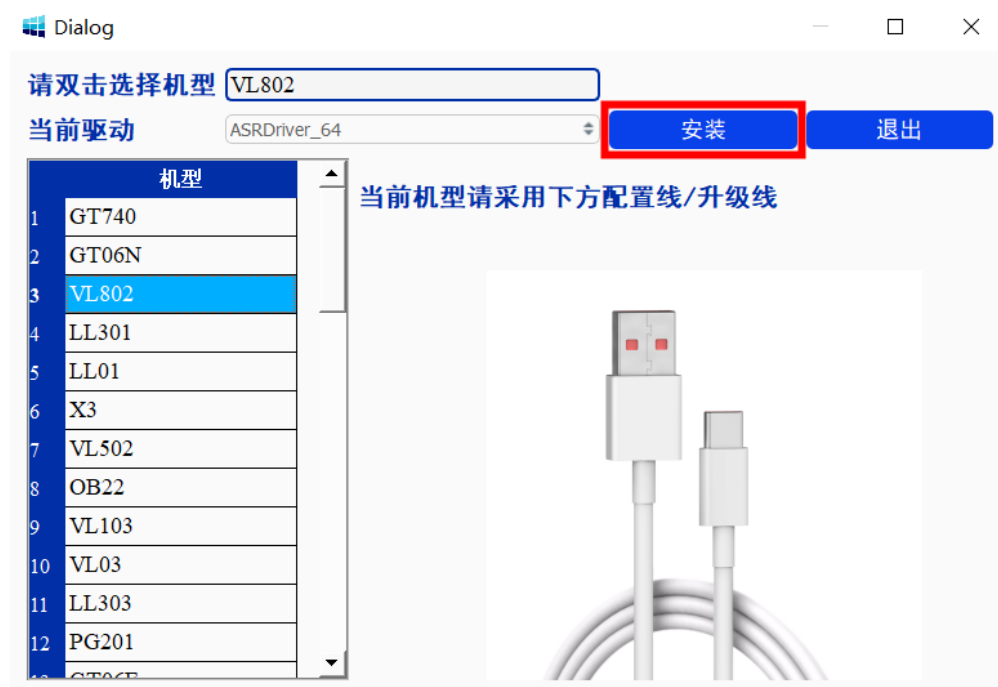 Dialog
请双击选择机型 VL802
当前驱动 ASRDriver_64 安装 退出
机型
当前机型请采用下方配置线/升级线
1 GT740
2 GT06N
3 VL802
4 LL301
5 LL01
6 X3
7 VL502
8 OB22
9 VL103
10 VL03
11 LL303
12 PG201